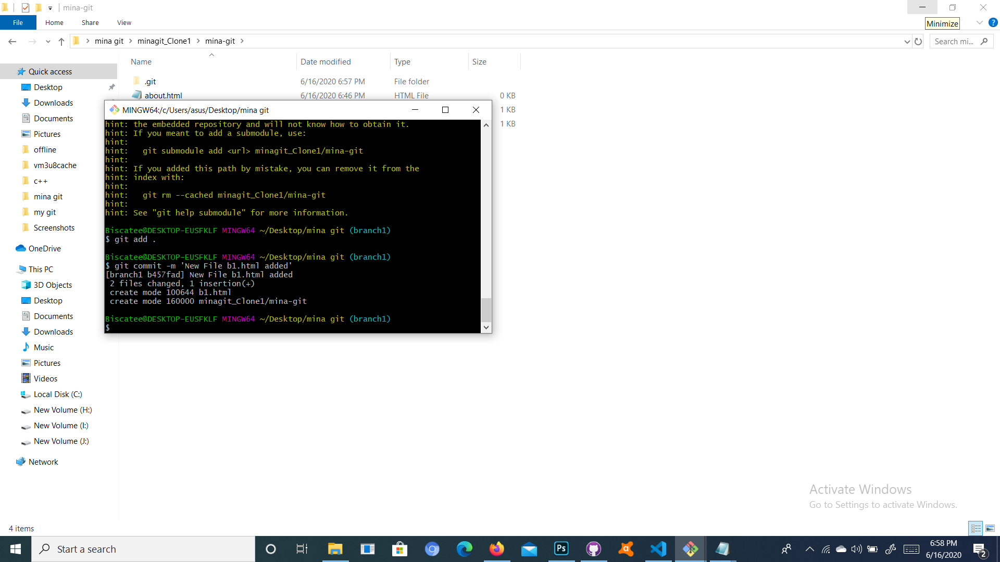 mina-git
File Home Share View
Minimize
mina git minagit_Clone1 mina-git
Search mi...
Name Date modified Type Size
Quick access
Desktop
Downloads
Documents
Pictures
offline
vm3u8cache
c++
mina git
my git
Screenshots
OneDrive
This PC
3D Objects
Desktop
Documents
Downloads
Music
Pictures
Videos
Local Disk (C:)
New Volume (H:)
New Volume (I:)
New Volume (J:)
Network
.git 6/16/2020 6:57 PM File folder
about.html 6/16/2020 6:46 PM HTML File 0 KB
1 KB
1 KB
MINGW64:/c/Users/asus/Desktop/mina git
hint: the embedded repository and will not know how to obtain it.
hint: If you meant to add a submodule, use:
hint:
hint: git submodule add <url> minagit_Clone1/mina-git
hint:
hint: If you added this path by mistake, you can remove it from the
hint: index with:
hint:
hint: git rm --cached minagit_Clone1/mina-git
hint:
hint: See "git help submodule" for more information.
Biscatee@DESKTOP-EUSFKLF MINGW64 ~/Desktop/mina git (branch1)
$ git add .
Biscatee@DESKTOP-EUSFKLF MINGW64 ~/Desktop/mina git (branch1)
$ git commit -m 'New File b1.html added'
[branch1 b457fad] New File b1.html added
2 files changed, 1 insertion(+)
create mode 100644 b1.html
create mode 160000 minagit_Clone1/mina-git
Biscatee@DESKTOP-EUSFKLF MINGW64 ~/Desktop/mina git (branch1)
$
Activate Windows
Go to Settings to activate Windows.
4 items
Start a search
Ps
6:58 PM
6/16/2020
2